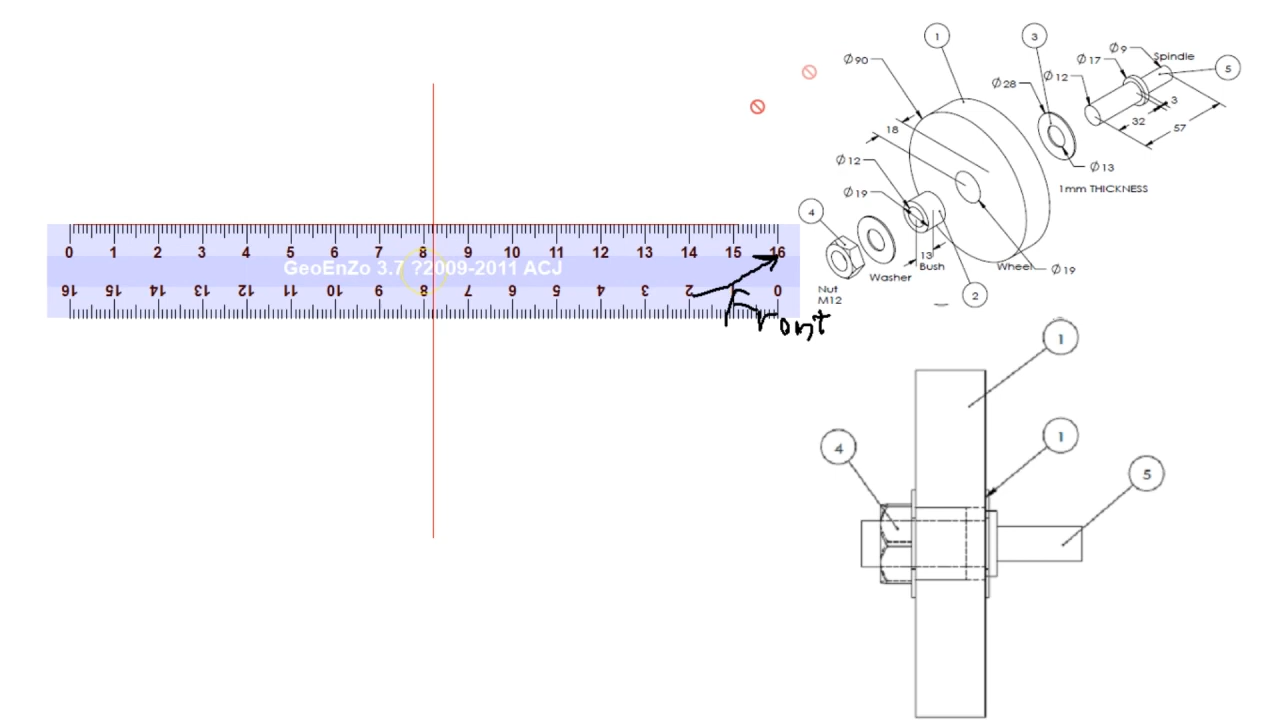 1
3
Ø9
Spindle
Ø17
5
Ø90
Ø28
Ø12
3
32
57
18
Ø13
1mm THICKNESS
Ø12
Ø19
4
13
Bush
Wheel
Ø19
Washer
Nut
M12
2
0 1 2 3 4 5 6 7 8 9 10 11 12 13 14 15 16
GeoEnZo 3.7 ?2009-2011 ACJ
16 15 14 13 12 11 10 9 8 7 6 5 4 3 2 1 0
Front
1
1
4
5